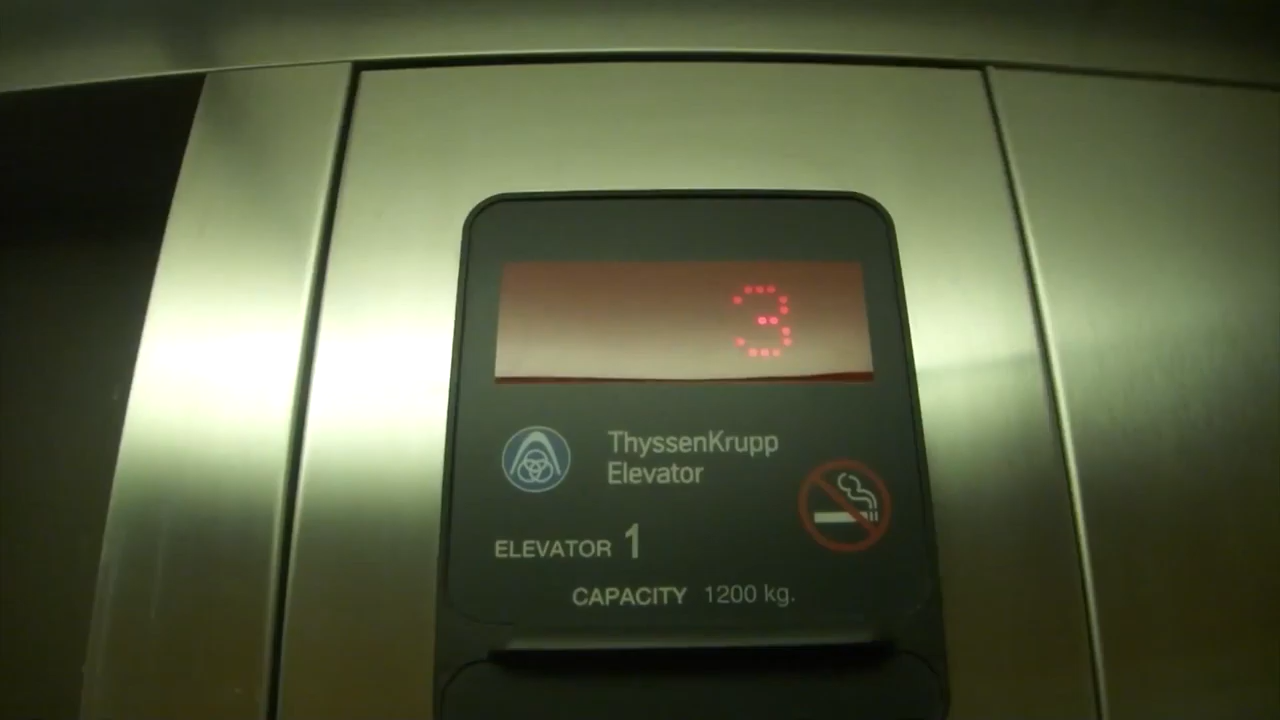 3
ThyssenKrupp
Elevator
ELEVATOR 1
CAPACITY 1200 kg.